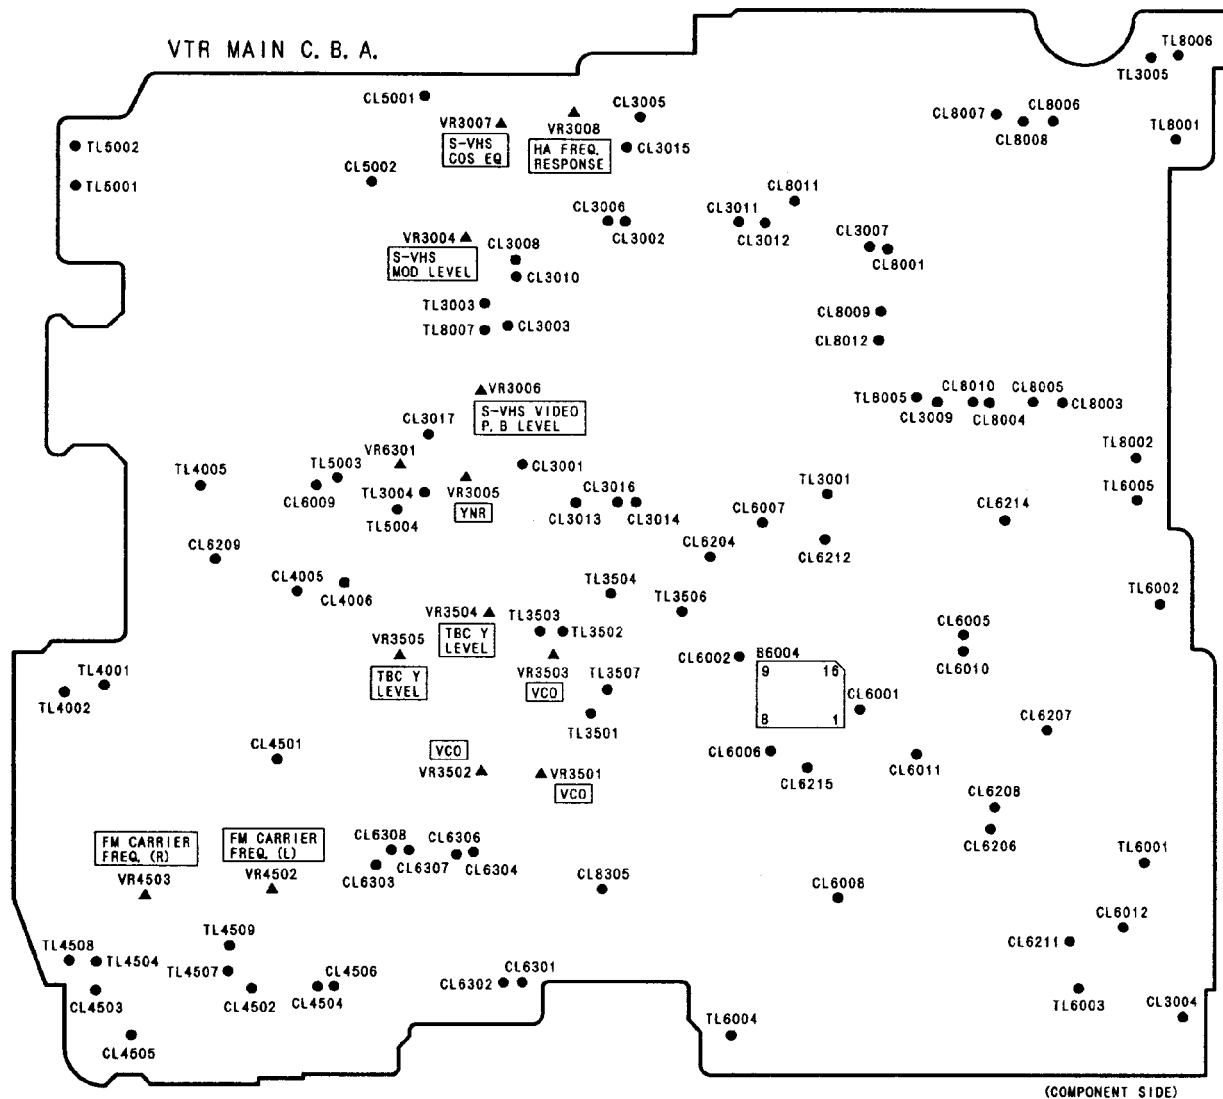 VTR MAIN C. B. A.
TL8006
TL3005
CL5001
CL3005
CL8007
CL8006
CL8008
VR3007
VR3008
TL8001
S-VHS
COS EQ
HA FREQ.
RESPONSE
CL3015
TL5002
CL5002
TL5001
CL8011
CL3006
CL3002
CL3011
CL3012
VR3004
CL3007
CL8001
S-VHS
MOD LEVEL
CL3008
CL3010
TL3003
TL8007
CL3003
CL8009
CL8012
VR3006
S-VHS VIDEO
P. B LEVEL
TL8005
CL3009
CL8010
CL8004
CL8005
CL8003
CL3017
VR6301
TL8002
TL4005
TL5003
CL6009
TL3004
TL5004
VR3005
YNR
CL3001
CL3016
CL3013
CL3014
TL3001
CL6007
CL6214
TL6005
CL6209
CL6204
CL6212
CL4005
CL4006
TL3504
TL3506
TL6002
VR3504
TBC Y
LEVEL
TL3503
TL3502
CL6005
CL6010
VR3505
TBC Y
LEVEL
VR3503
VCO
CL6002
B6004
9 16
8 1
TL4001
TL4002
TL3507
TL3501
CL6001
CL6207
CL4501
VCO
VR3502
VR3501
VCO
CL6006
CL6215
CL6011
CL6208
CL6206
FM CARRIER
FREQ. (R)
VR4503
FM CARRIER
FREQ. (L)
VR4502
CL6308
CL6303
CL6307
CL6306
CL6304
CL8305
CL6008
TL6001
CL6012
CL6211
TL4509
TL4508
TL4504
TL4507
CL4503
CL4502
CL4506
CL4504
CL6302
CL6301
TL6003
CL3004
CL4505
TL6004
(COMPONENT SIDE)